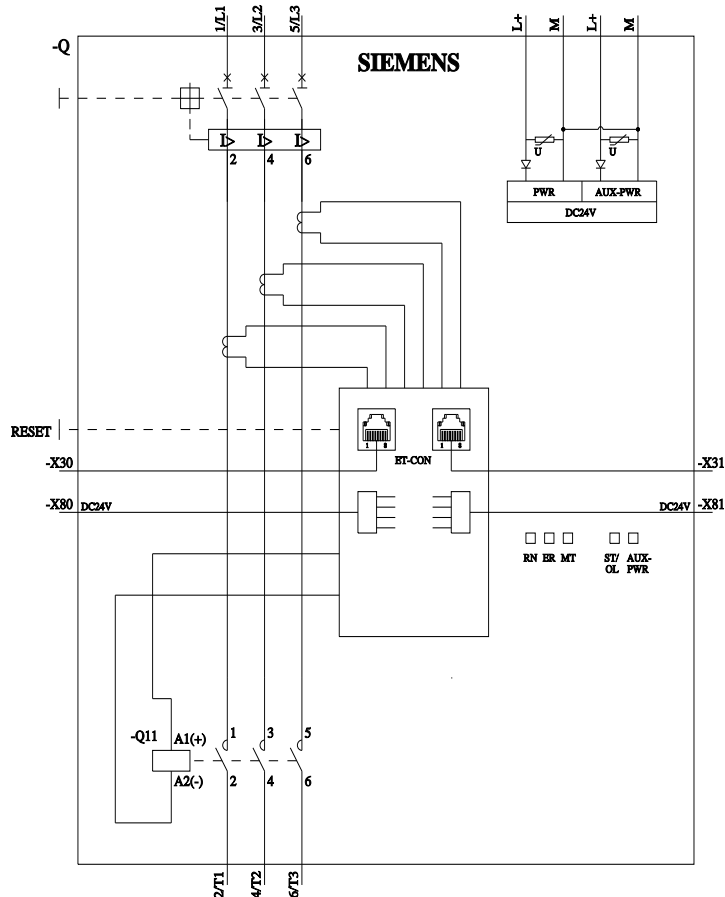 1/L1
3/L2
5/L3
L+
M
L+
M
-Q
SIEMENS
I>
I>
I>
2
4
6
U
U
PWR
AUX-PWR
DC24V
RESET
1 8
1 8
ET-CON
-X30
-X31
-X80
DC24V
DC24V
-X81
RN
ER
MT
ST/
OL
AUX-
PWR
-Q11
A1(+)
A2(-)
1
3
5
2
4
6
2/T1
4/T2
6/T3